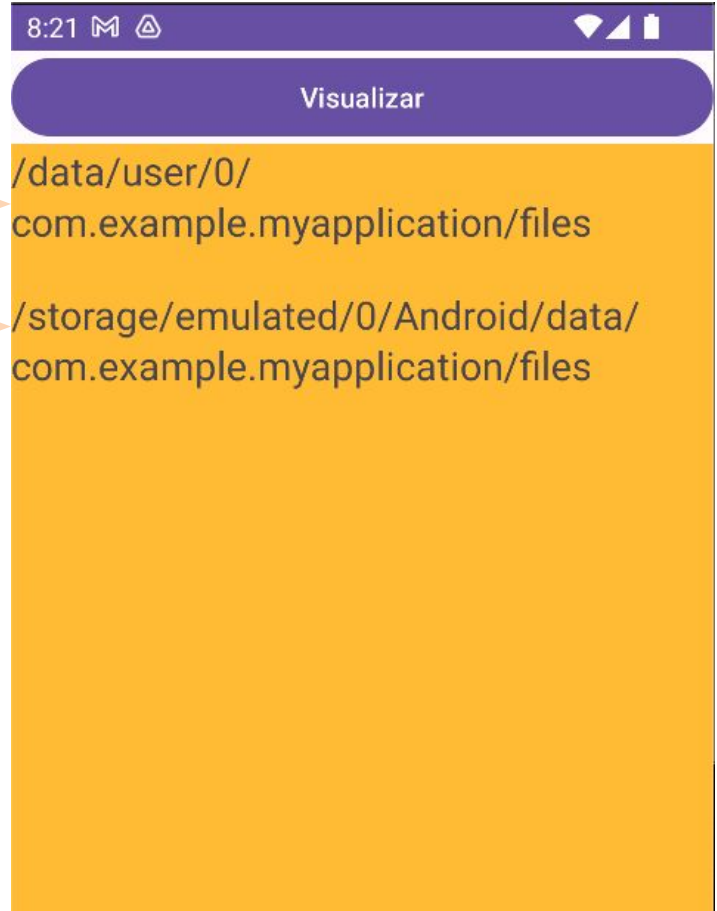 8:21
Visualizar
/data/user/0/
com.example.myapplication/files
/storage/emulated/0/Android/data/
com.example.myapplication/files